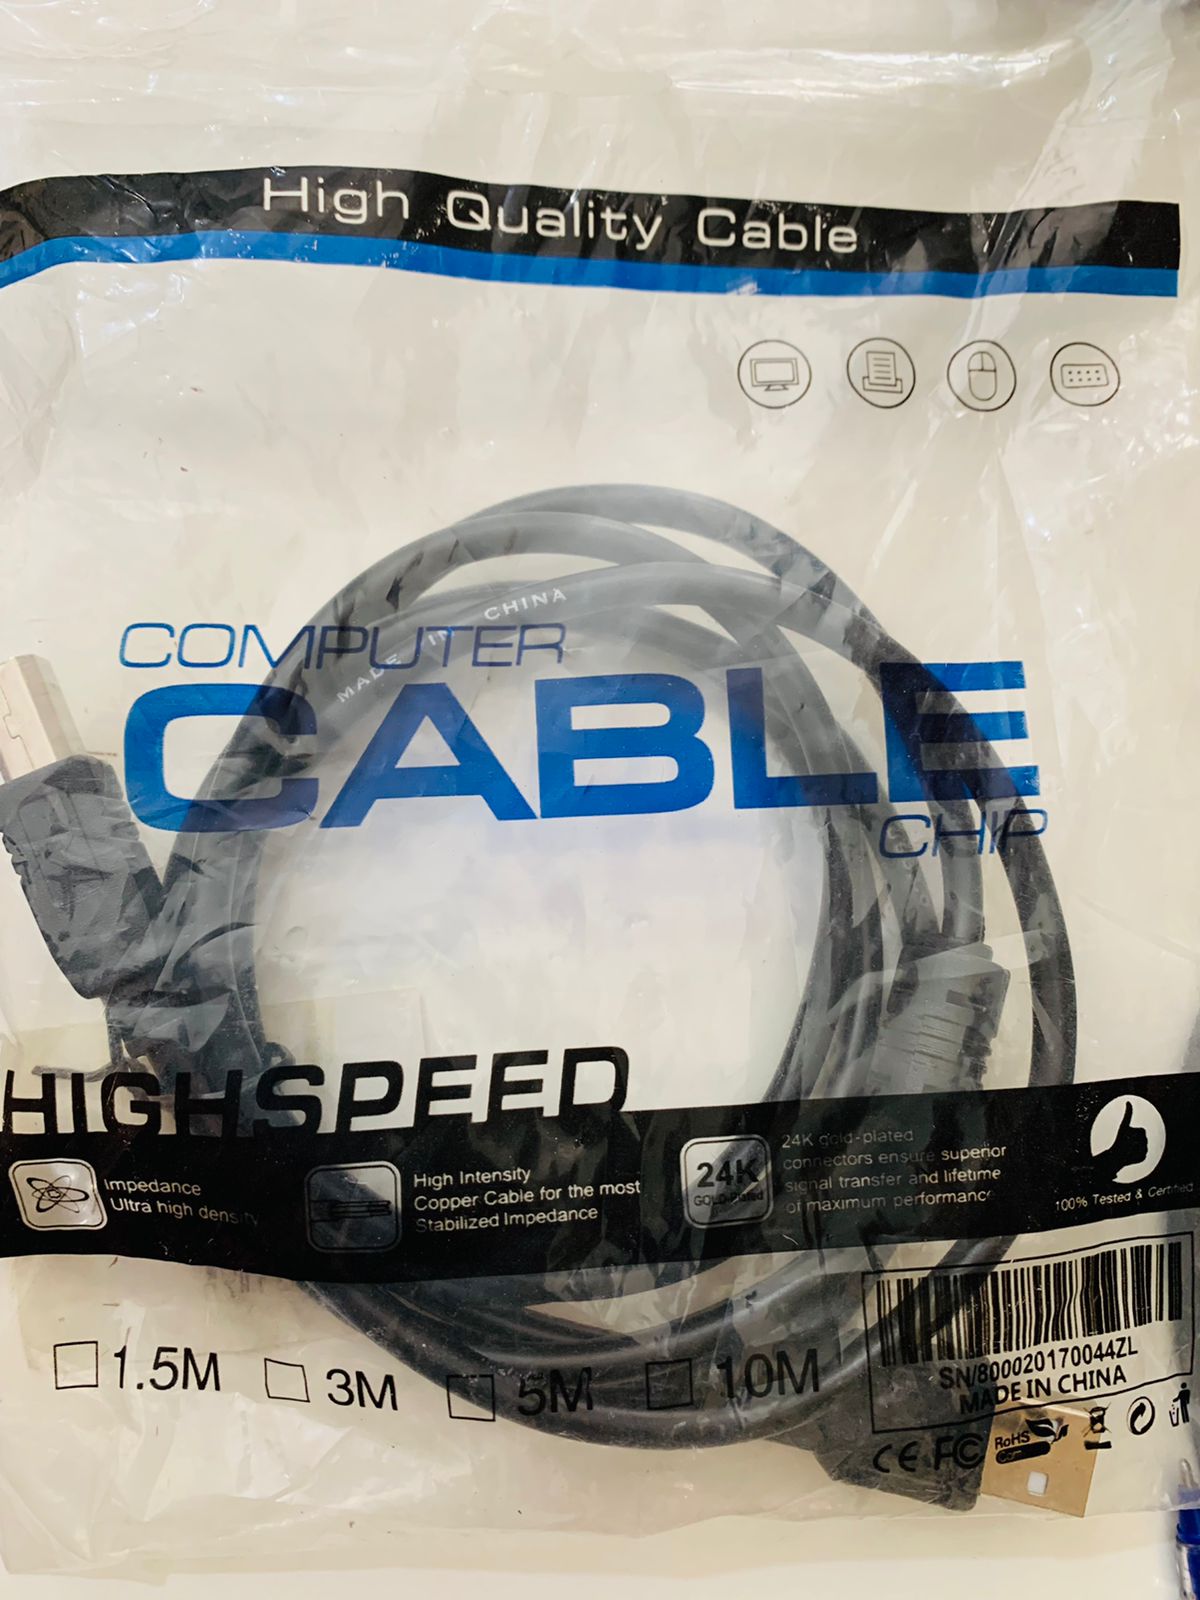 High Quality Cable
MADE IN CHINA
COMPUTER
CABLE
CHIP
HIGHSPEED
Impedance
Ultra high density
High Intensity
Copper Cable for the most
Stabilized Impedance
24K
GOLD-plated
24K gold-plated
connectors ensure superior
signal transfer and lifetime
of maximum performance
100% Tested & Certified
1.5M
3M
5M
10M
SN/800020170044ZL
MADE IN CHINA
CE FC RoHS